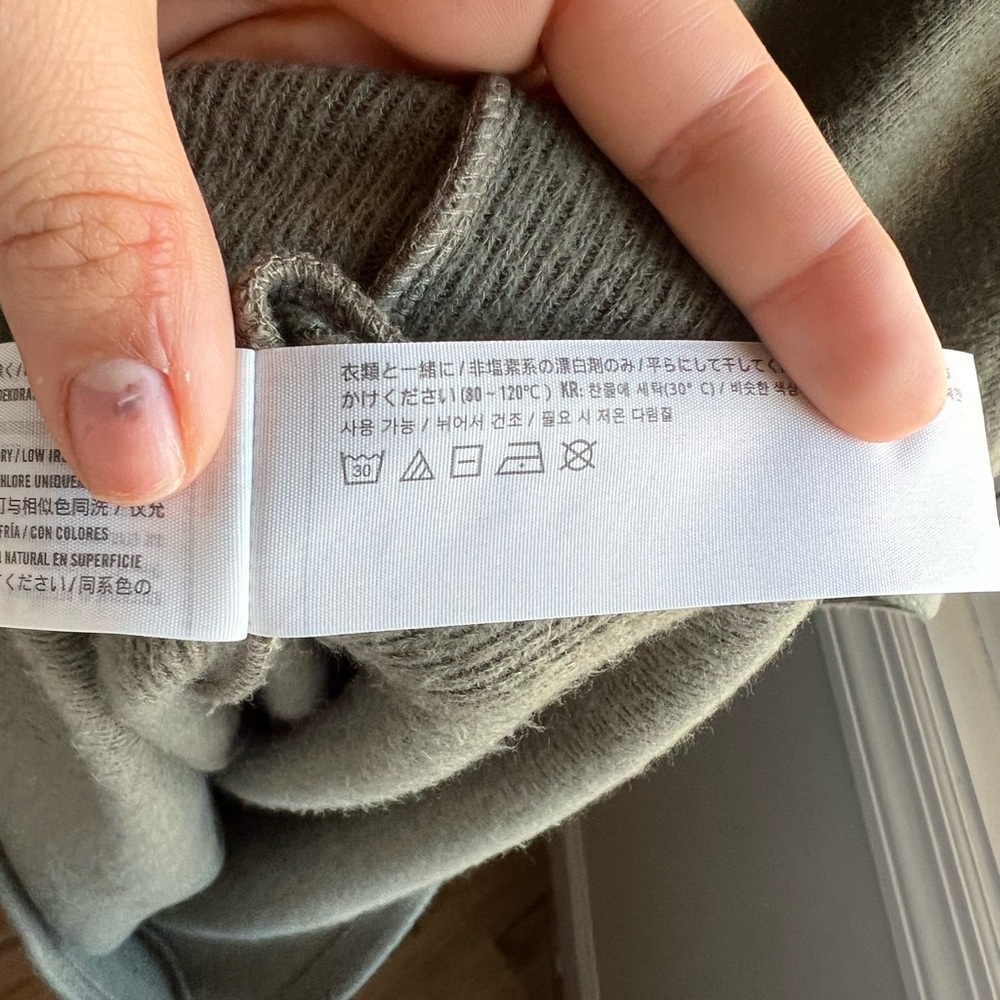 DEKORA
RY / LOW IR
HLORE UNIQUE
可与相似色同洗 / 仅充
FRÍA / CON COLORES
NATURAL EN SUPERFICIE
ください/同系色の
衣類と一緒に/非塩素系の漂白剤のみ/平らにして干してく
かけください(80~120℃) KR: 찬물에 세탁(30° C) / 비슷한 색상
사용 가능 / 뉘어서 건조 / 필요 시 저온 다림질
30